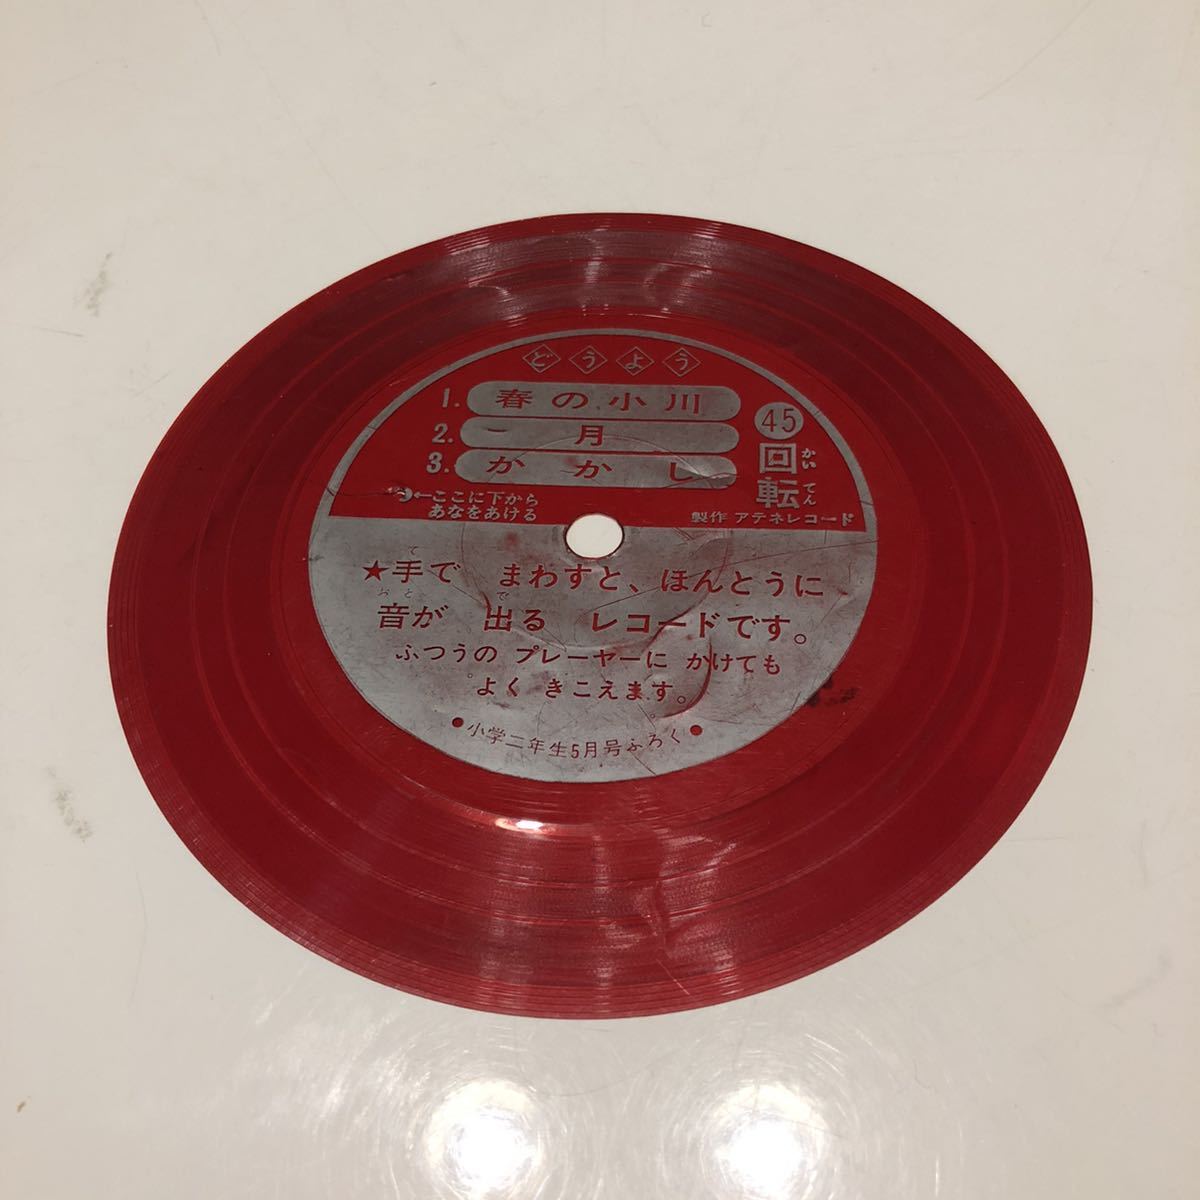 どうよう
1. 春の小川
2. 月
3. かかし
45
回転
かいてん
←ここに下から
あなをあける
製作 アテネレコード
て
★手で まわすと、ほんとうに
おと で
音が 出る レコードです。
ふつうの プレーヤーに かけても
よく きこえます。
●小学二年生5月号ふろく●